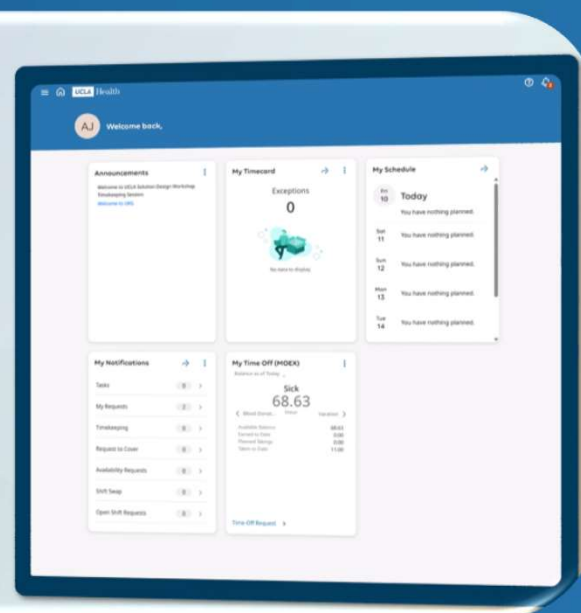 UCLA Health
AJ Welcome back,
Announcements
Welcome to UCLA Solution Design Workshop
Timekeeping Session
Welcome to UKG
My Timecard
Exceptions
0
No data to display.
My Schedule
Fri
10
Today
You have nothing planned.
Sat
11
You have nothing planned.
Sun
12
You have nothing planned.
Mon
13
You have nothing planned.
Tue
14
You have nothing planned.
My Notifications
Tasks 0
My Requests 2
Timekeeping 0
Request to Cover 0
Availability Requests 0
Shift Swap 0
Open Shift Requests 0
My Time Off (MOEX)
Balance as of Today
Sick
68.63
Hour
Blood Donat... Vacation
Available Balance 68.63
Earned to Date 0.00
Planned Takings 0.00
Taken to Date 11.00
Time-Off Request